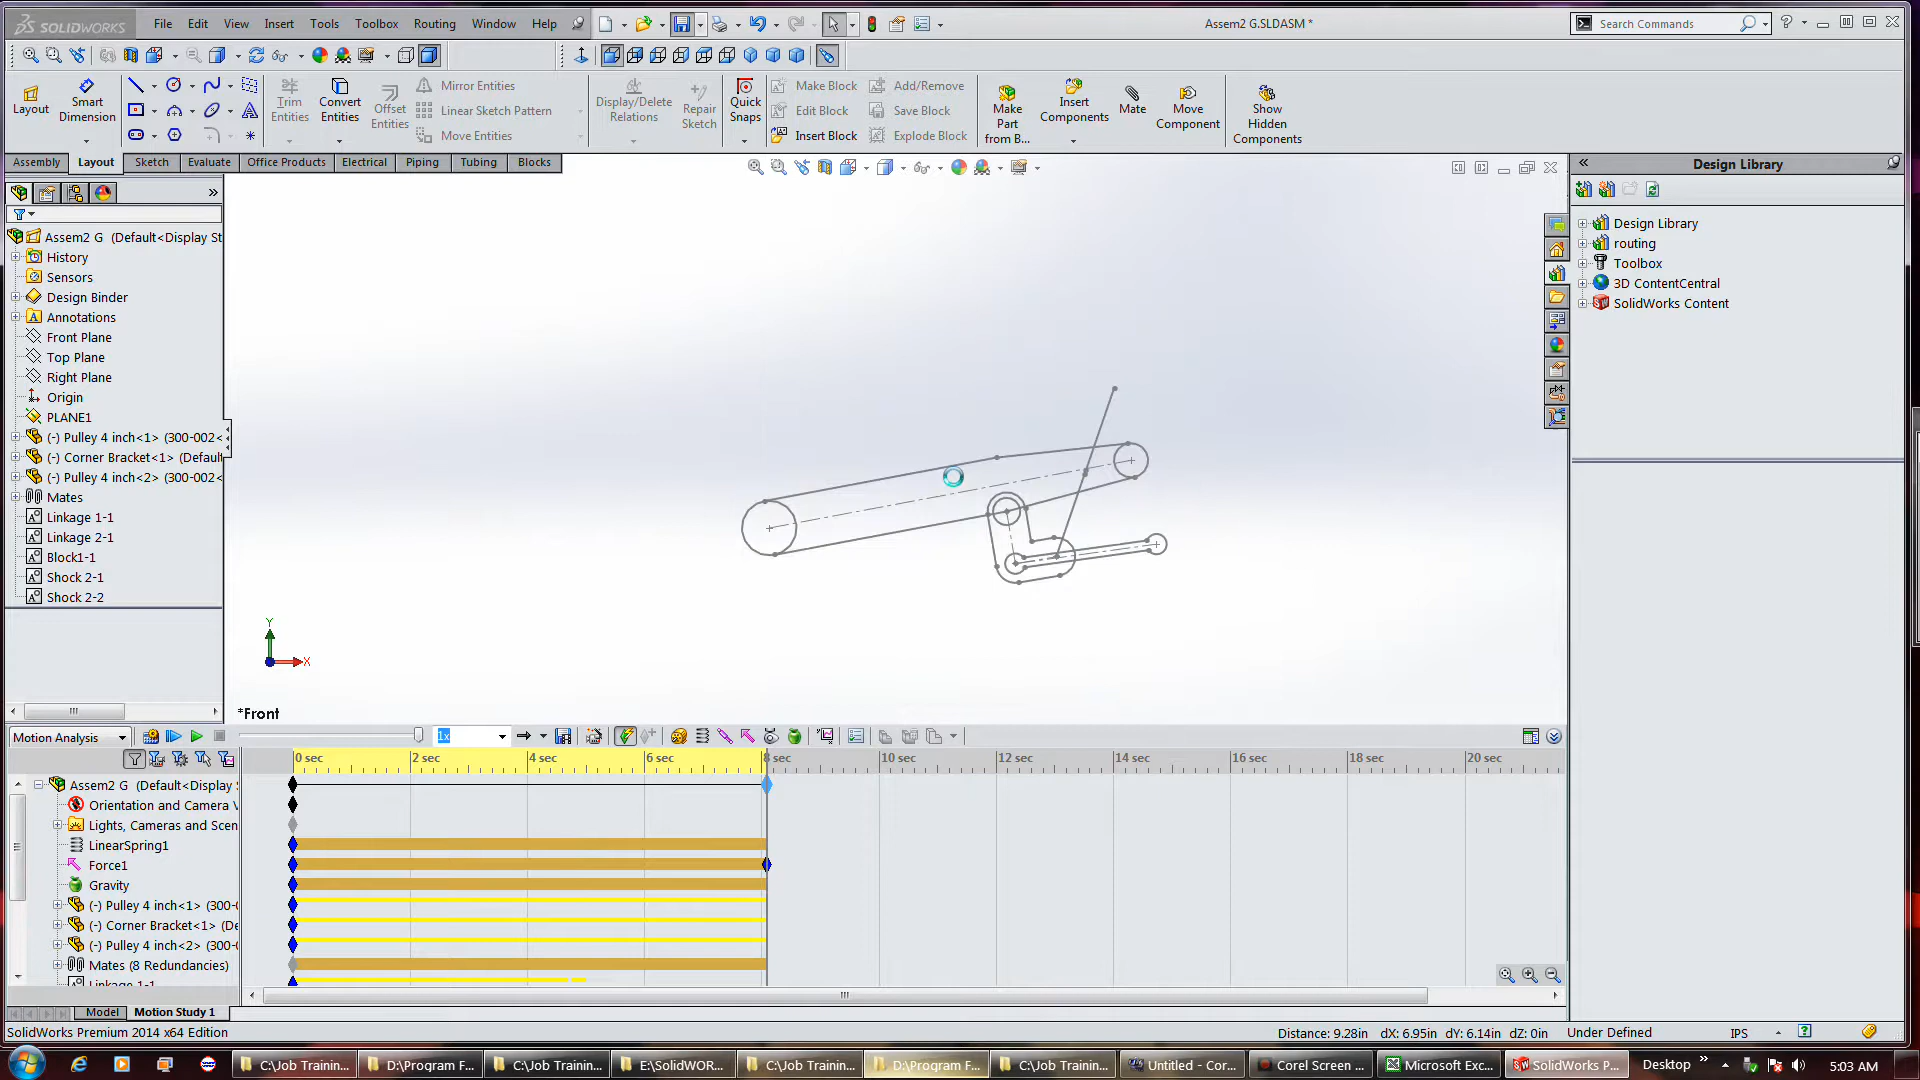 SOLIDWORKS File Edit View Insert Tools Toolbox Routing Window Help Assem2 G.SLDASM * Search Commands
Layout Smart Dimension Trim Entities Convert Entities Offset Entities Mirror Entities Linear Sketch Pattern Move Entities Display/Delete Relations Repair Sketch Quick Snaps Make Block Edit Block Insert Block Add/Remove Save Block Explode Block Make Part from B... Insert Components Mate Move Component Show Hidden Components
Assembly Layout Sketch Evaluate Office Products Electrical Piping Tubing Blocks
Design Library
Assem2 G (Default<Display St
History
Sensors
Design Binder
Annotations
Front Plane
Top Plane
Right Plane
Origin
PLANE1
(-) Pulley 4 inch<1> (300-002<
(-) Corner Bracket<1> (Defaul
(-) Pulley 4 inch<2> (300-002<
Mates
Linkage 1-1
Linkage 2-1
Block1-1
Shock 2-1
Shock 2-2
Design Library
routing
Toolbox
3D ContentCentral
SolidWorks Content
Y
X
*Front
Motion Analysis 1x
0 sec 2 sec 4 sec 6 sec 8 sec 10 sec 12 sec 14 sec 16 sec 18 sec 20 sec
Assem2 G (Default<Display
Orientation and Camera V
Lights, Cameras and Scen
LinearSpring1
Force1
Gravity
(-) Pulley 4 inch<1> (300-0
(-) Corner Bracket<1> (De
(-) Pulley 4 inch<2> (300-0
Mates (8 Redundancies)
Linkage 1-1
Model Motion Study 1
SolidWorks Premium 2014 x64 Edition Distance: 9.28in dX: 6.95in dY: 6.14in dZ: 0in Under Defined IPS
C:\Job Trainin... D:\Program F... C:\Job Trainin... E:\SolidWOR... C:\Job Trainin... D:\Program F... C:\Job Trainin... Untitled - Cor... Corel Screen ... Microsoft Exc... SolidWorks P... Desktop 5:03 AM